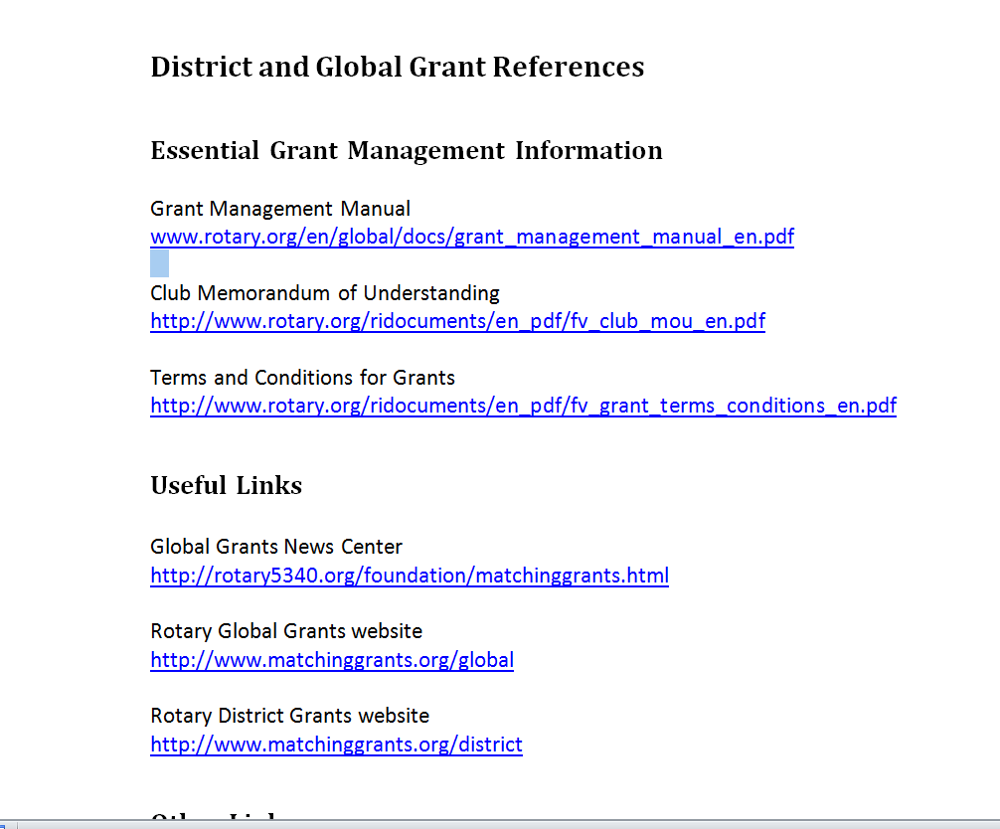 District and Global Grant References
Essential Grant Management Information
Grant Management Manual
www.rotary.org/en/global/docs/grant_management_manual_en.pdf
Club Memorandum of Understanding
http://www.rotary.org/ridocuments/en_pdf/fv_club_mou_en.pdf
Terms and Conditions for Grants
http://www.rotary.org/ridocuments/en_pdf/fv_grant_terms_conditions_en.pdf
Useful Links
Global Grants News Center
http://rotary5340.org/foundation/matchinggrants.html
Rotary Global Grants website
http://www.matchinggrants.org/global
Rotary District Grants website
http://www.matchinggrants.org/district